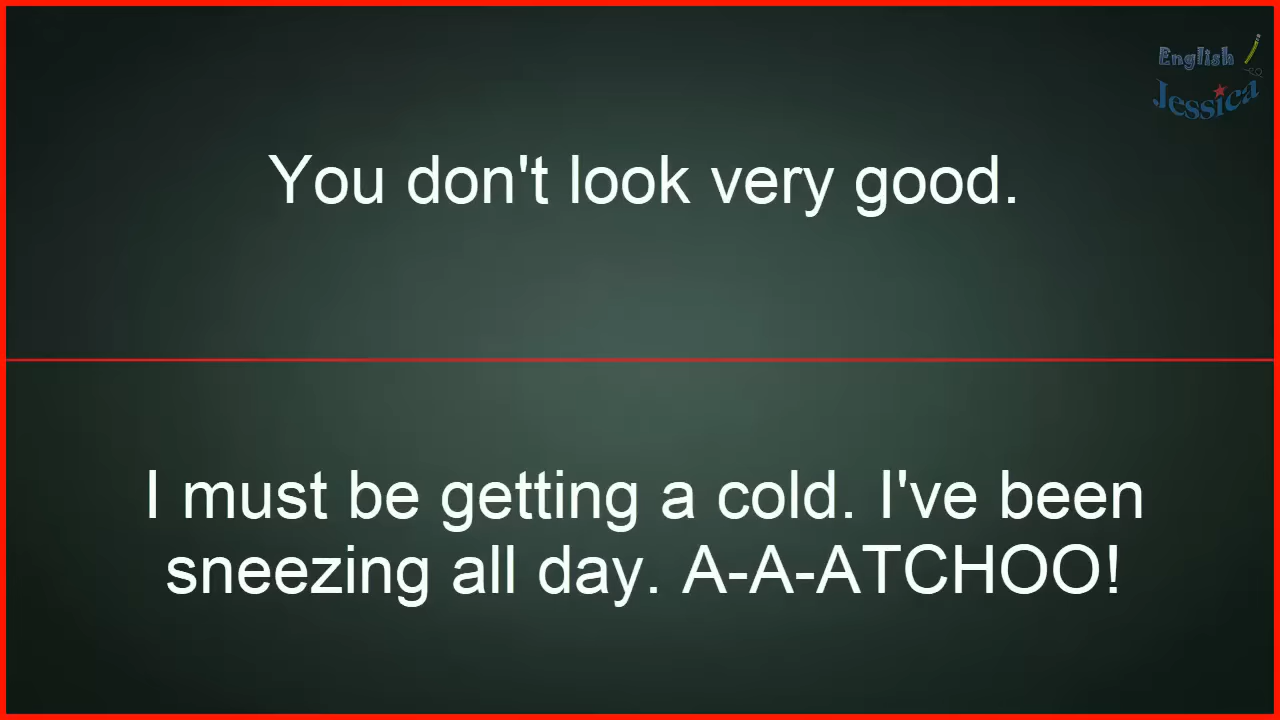 English
Jessica
You don't look very good.
I must be getting a cold. I've been
sneezing all day. A-A-ATCHOO!